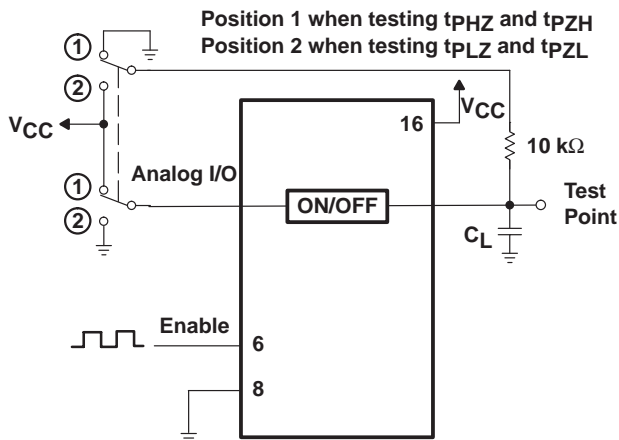 Position 1 when testing tPHZ and tPZH
Position 2 when testing tPLZ and tPZL
1
2
VCC
VCC
16
10 kΩ
1
Analog I/O
2
ON/OFF
Test
Point
CL
Enable
6
8